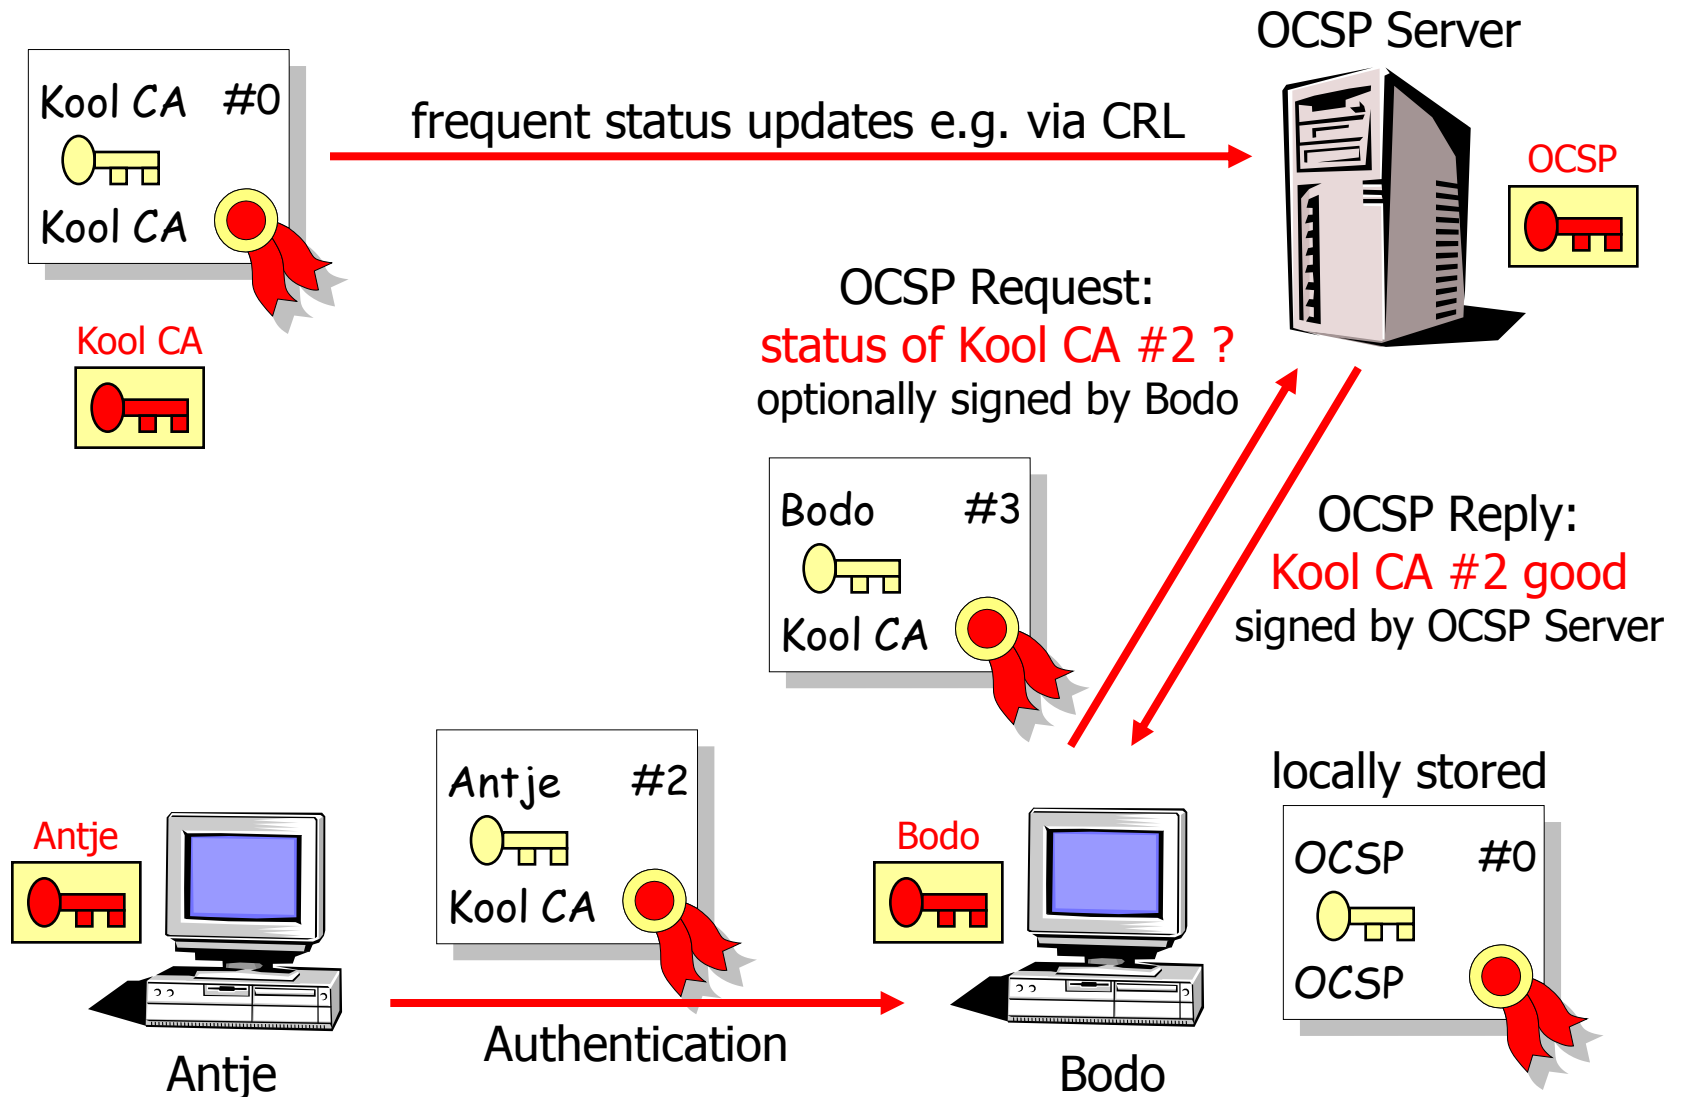 OCSP Server
Kool CA #0
Kool CA
frequent status updates e.g. via CRL
OCSP
Kool CA
OCSP Request:
status of Kool CA #2 ?
optionally signed by Bodo
Bodo #3
Kool CA
OCSP Reply:
Kool CA #2 good
signed by OCSP Server
Antje
Antje #2
Kool CA
Authentication
Antje
Bodo
Bodo
locally stored
OCSP #0
OCSP